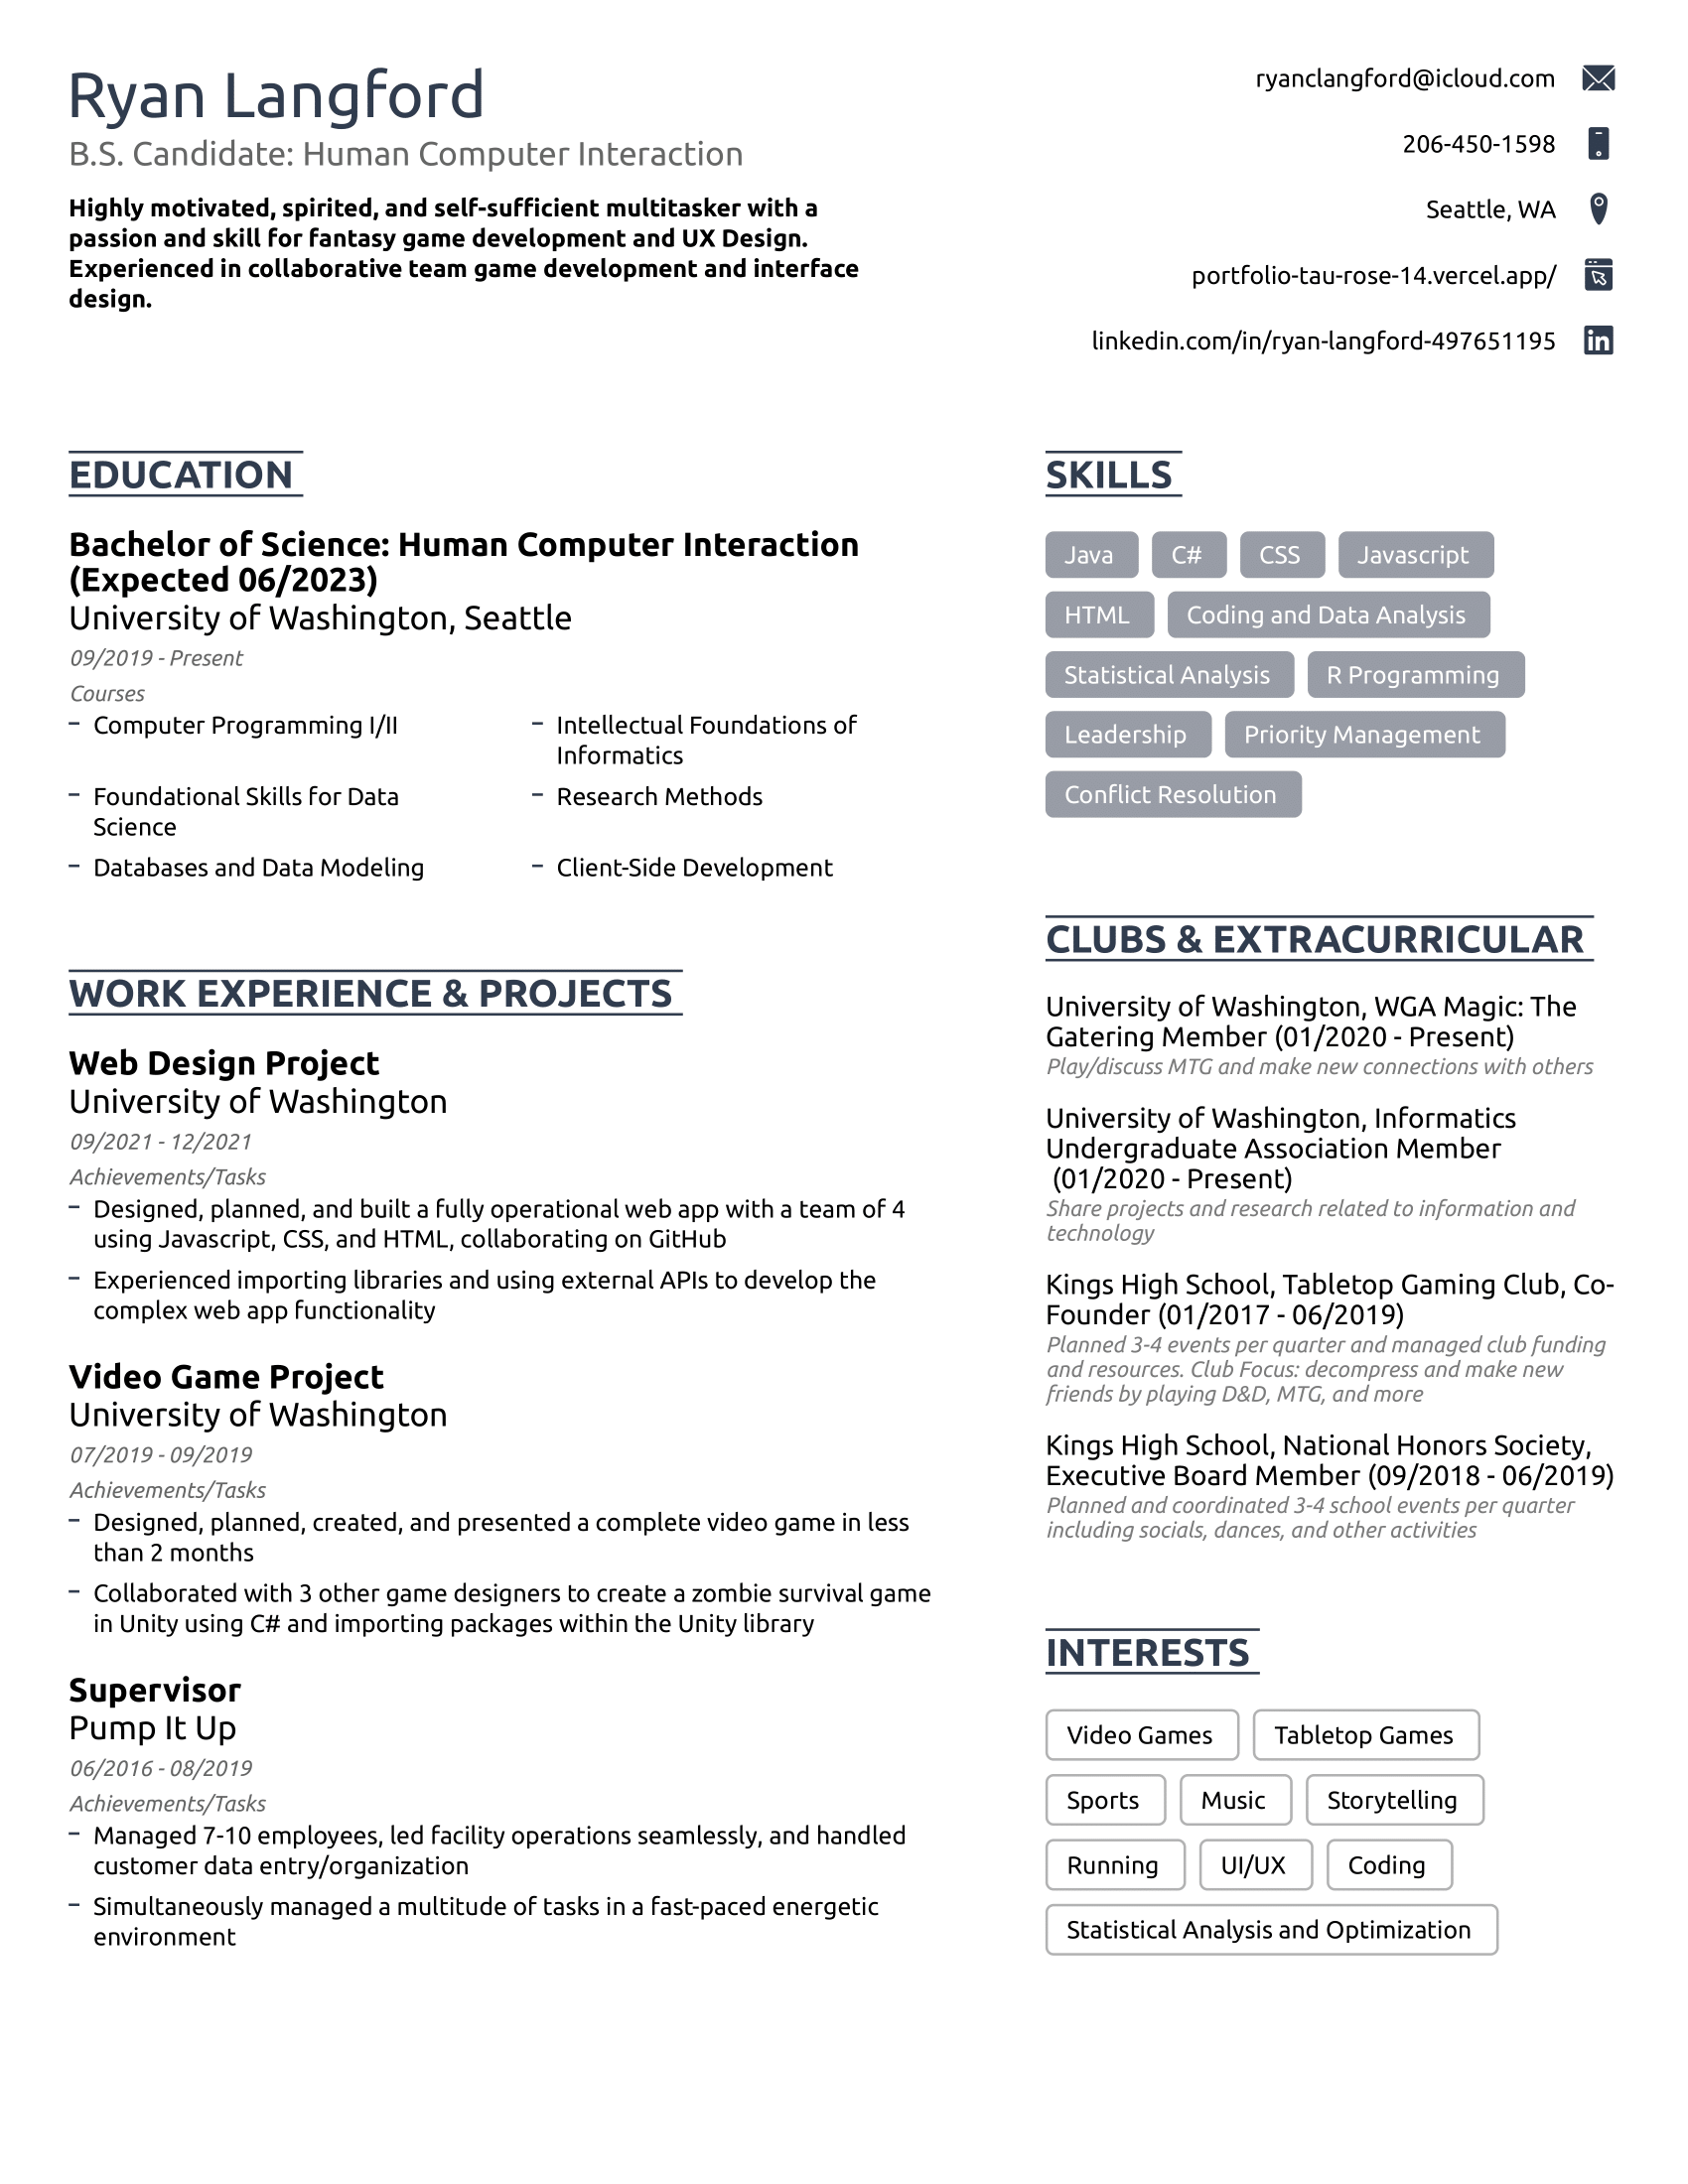 Ryan Langford
B.S. Candidate: Human Computer Interaction
Highly motivated, spirited, and self-sufficient multitasker with a
passion and skill for fantasy game development and UX Design.
Experienced in collaborative team game development and interface
design.
ryanclangford@icloud.com
206-450-1598
Seattle, WA
portfolio-tau-rose-14.vercel.app/
linkedin.com/in/ryan-langford-497651195
EDUCATION
Bachelor of Science: Human Computer Interaction
(Expected 06/2023)
University of Washington, Seattle
09/2019 - Present
Courses
– Computer Programming I/II
– Intellectual Foundations of
Informatics
– Foundational Skills for Data
Science
– Research Methods
– Databases and Data Modeling
– Client-Side Development
WORK EXPERIENCE & PROJECTS
Web Design Project
University of Washington
09/2021 - 12/2021
Achievements/Tasks
– Designed, planned, and built a fully operational web app with a team of 4
using Javascript, CSS, and HTML, collaborating on GitHub
– Experienced importing libraries and using external APIs to develop the
complex web app functionality
Video Game Project
University of Washington
07/2019 - 09/2019
Achievements/Tasks
– Designed, planned, created, and presented a complete video game in less
than 2 months
– Collaborated with 3 other game designers to create a zombie survival game
in Unity using C# and importing packages within the Unity library
Supervisor
Pump It Up
06/2016 - 08/2019
Achievements/Tasks
– Managed 7-10 employees, led facility operations seamlessly, and handled
customer data entry/organization
– Simultaneously managed a multitude of tasks in a fast-paced energetic
environment
SKILLS
Java C# CSS Javascript
HTML Coding and Data Analysis
Statistical Analysis R Programming
Leadership Priority Management
Conflict Resolution
CLUBS & EXTRACURRICULAR
University of Washington, WGA Magic: The
Gatering Member (01/2020 - Present)
Play/discuss MTG and make new connections with others
University of Washington, Informatics
Undergraduate Association Member
(01/2020 - Present)
Share projects and research related to information and
technology
Kings High School, Tabletop Gaming Club, Co-
Founder (01/2017 - 06/2019)
Planned 3-4 events per quarter and managed club funding
and resources. Club Focus: decompress and make new
friends by playing D&D, MTG, and more
Kings High School, National Honors Society,
Executive Board Member (09/2018 - 06/2019)
Planned and coordinated 3-4 school events per quarter
including socials, dances, and other activities
INTERESTS
Video Games Tabletop Games
Sports Music Storytelling
Running UI/UX Coding
Statistical Analysis and Optimization